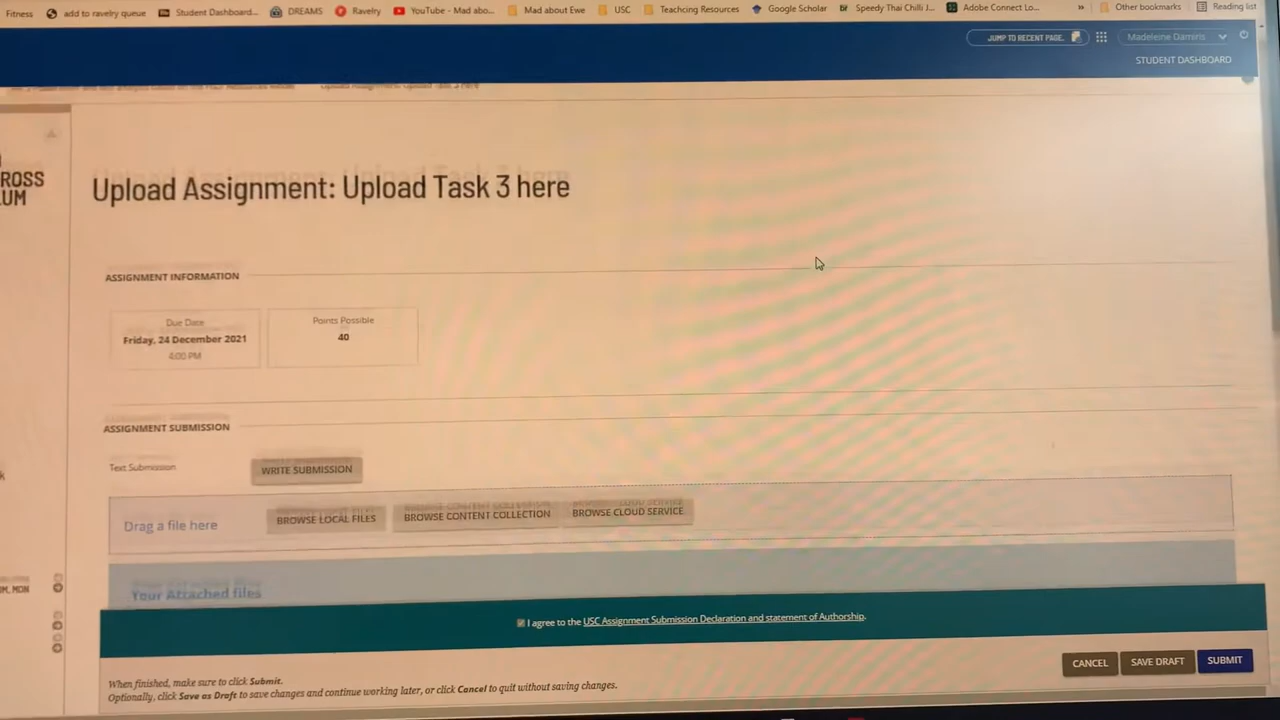 Fitness add to ravelry queue Student Dashboard... DREAMS Ravelry YouTube - Mad abo... Mad about Ewe USC Teachcing Resources Google Scholar Speedy Thai Chilli J... Adobe Connect Lo... » Other bookmarks Reading list
JUMP TO RECENT PAGE. Madeleine Damiris
STUDENT DASHBOARD
ROSS
UM
Upload Assignment: Upload Task 3 here
ASSIGNMENT INFORMATION
Due Date
Friday, 24 December 2021
4:00 PM
Points Possible
40
ASSIGNMENT SUBMISSION
Text Submission WRITE SUBMISSION
Drag a file here BROWSE LOCAL FILES BROWSE CONTENT COLLECTION BROWSE CLOUD SERVICE
Your Attached files
I agree to the USC Assignment Submission Declaration and statement of Authorship.
When finished, make sure to click Submit.
Optionally, click Save as Draft to save changes and continue working later, or click Cancel to quit without saving changes.
CANCEL SAVE DRAFT SUBMIT